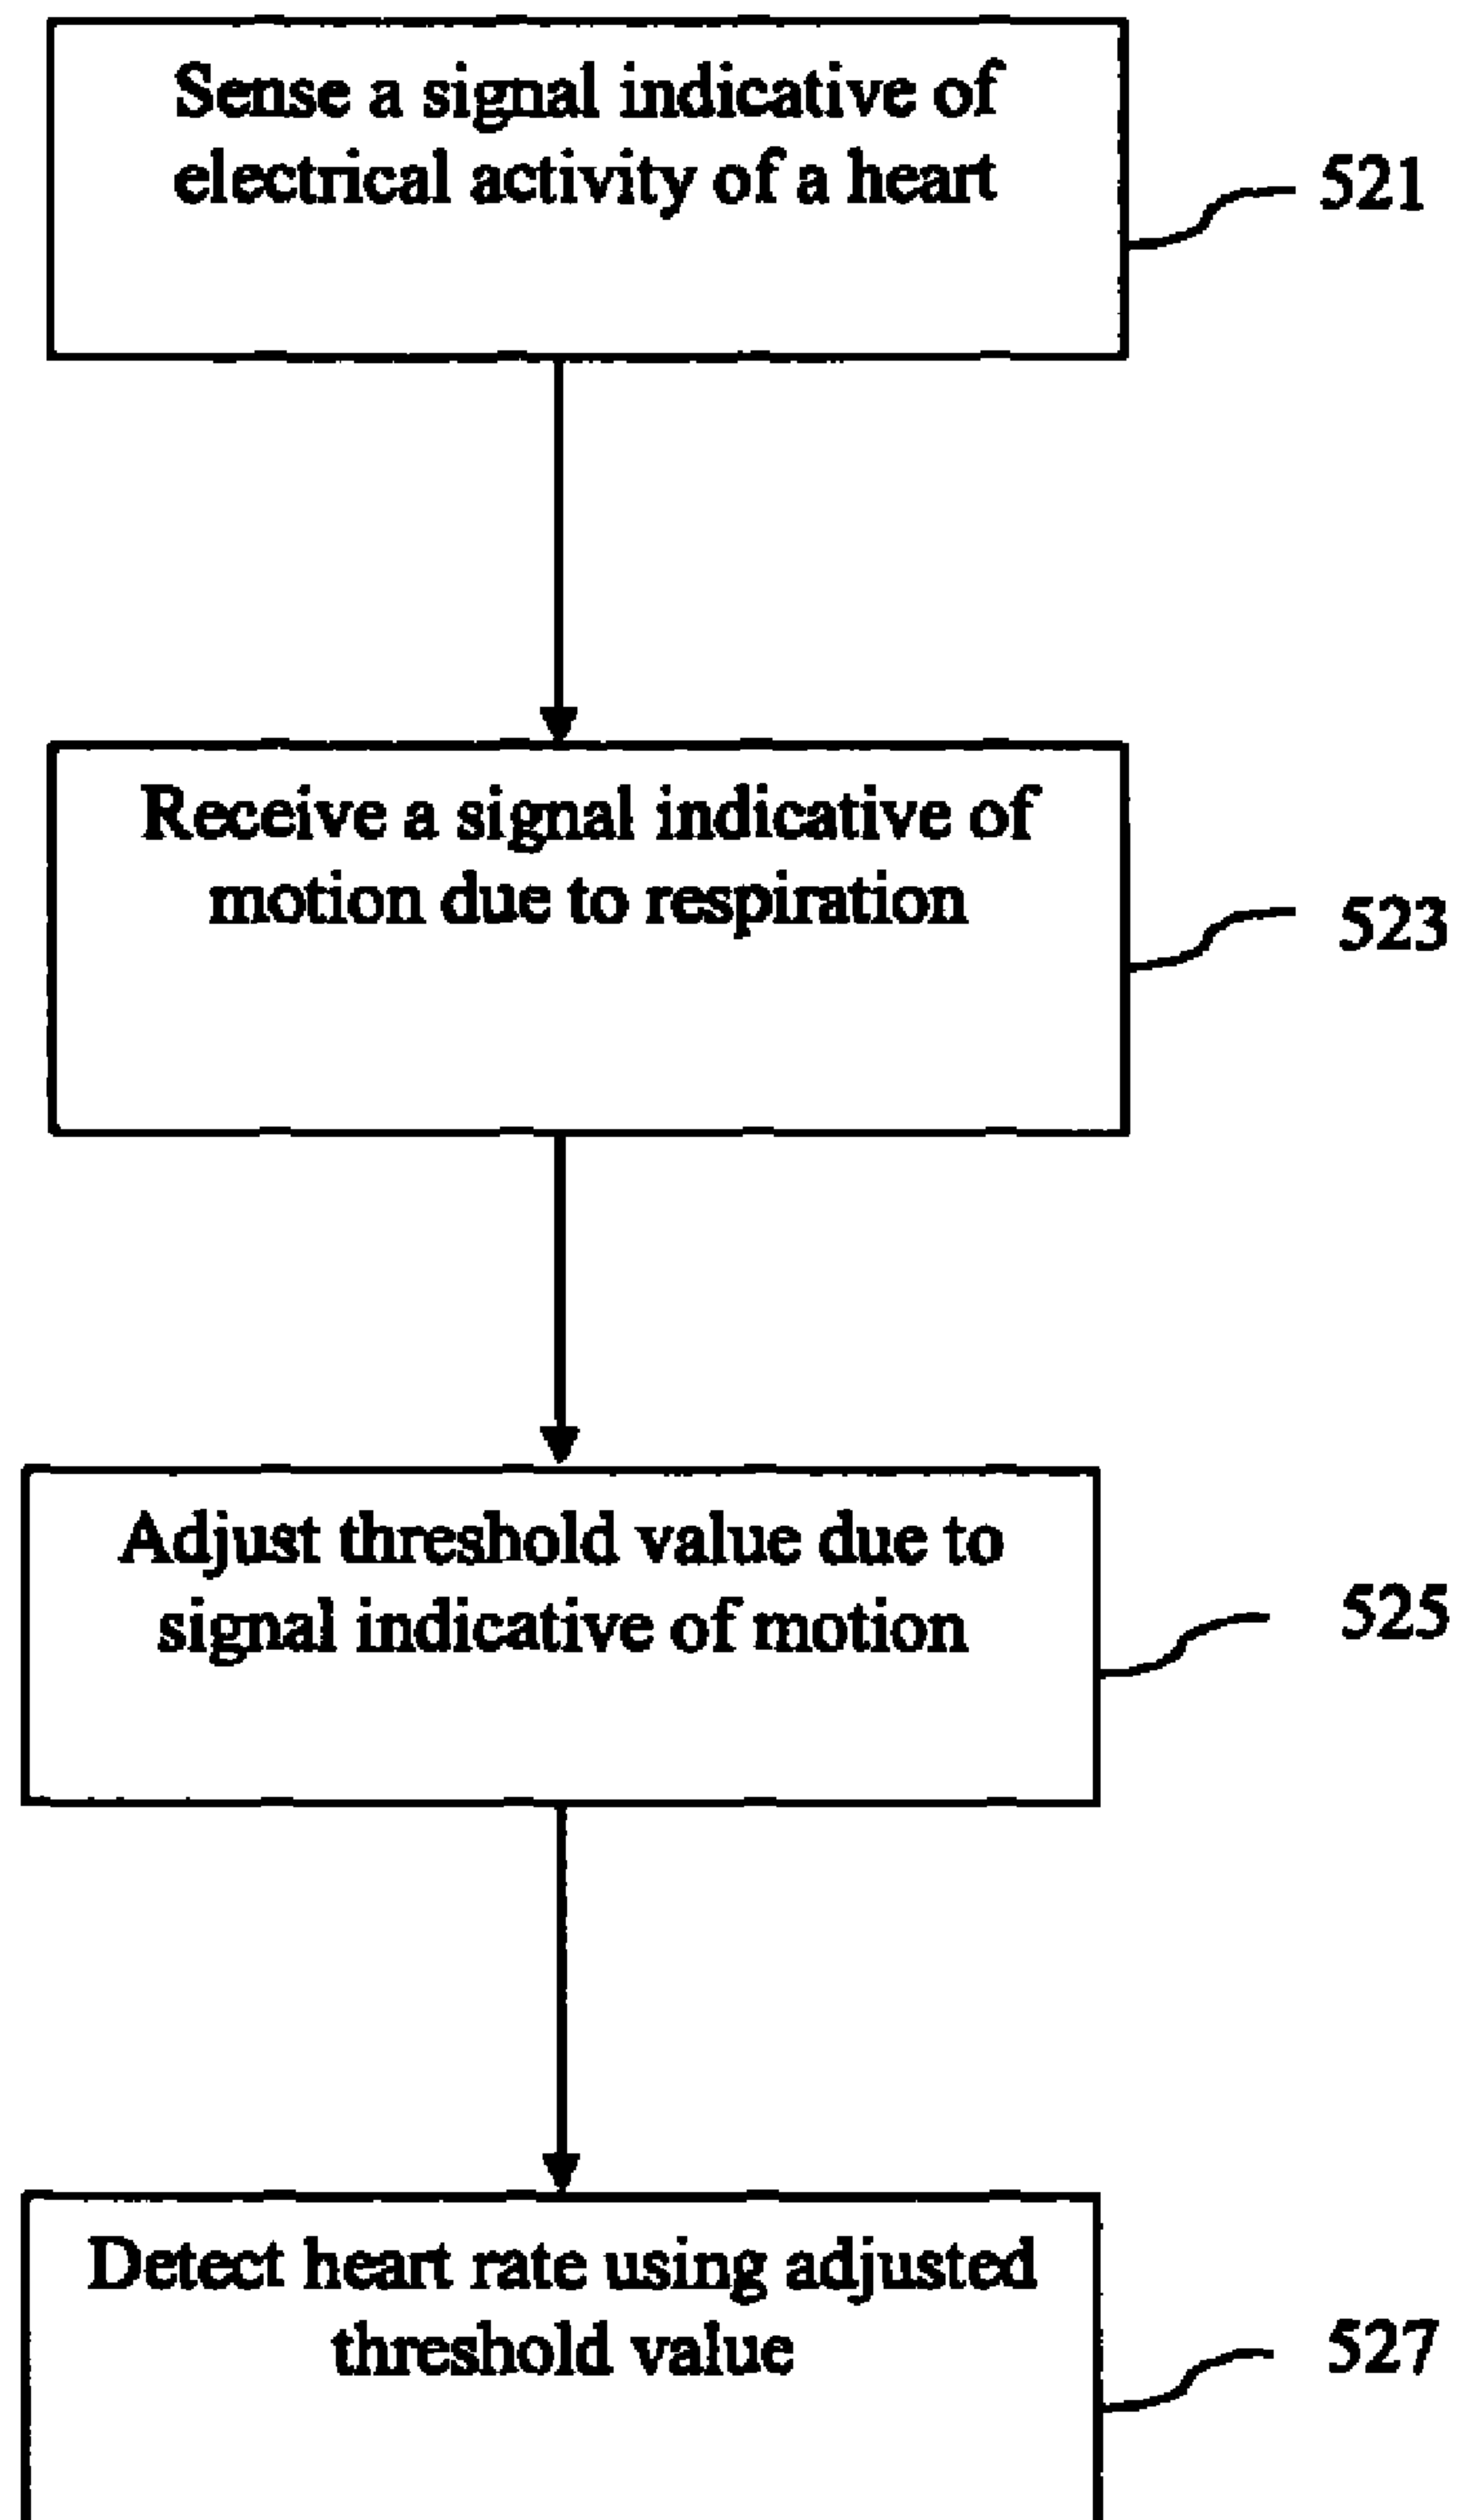 Sense a signal indicative of
electrical activity of a heart
521
Receive a signal indicative of
motion due to respiration
523
Adjust threshold value due to
signal indicative of motion
525
Detect heart rate using adjusted
threshold value
527